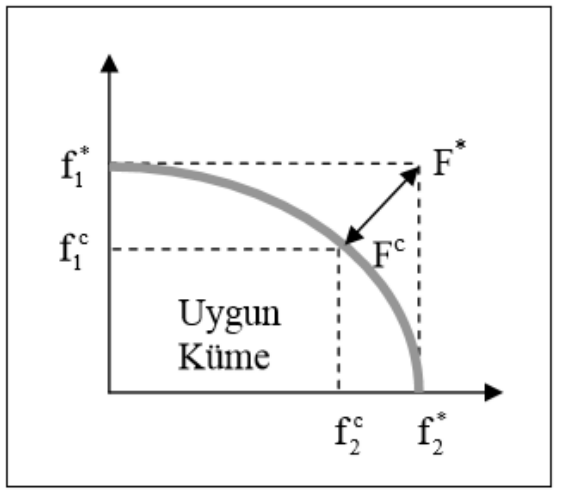 f₁*
F*
f₁ᶜ
Fᶜ
Uygun
Küme
f₂ᶜ
f₂*